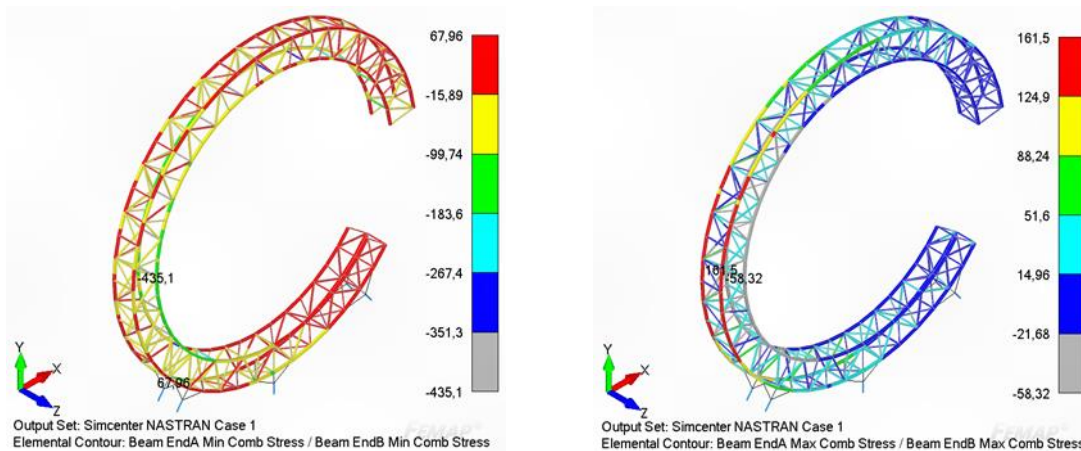 67,96
-15,89
-99,74
-183,6
-267,4
-351,3
-435,1
-435,1
67,96
Y
X
Z
Output Set: Simcenter NASTRAN Case 1
Elemental Contour: Beam EndA Min Comb Stress / Beam EndB Min Comb Stress
FEMAP
161,5
124,9
88,24
51,6
14,96
-21,68
-58,32
161,5
-58,32
Y
X
Z
Output Set: Simcenter NASTRAN Case 1
Elemental Contour: Beam EndA Max Comb Stress / Beam EndB Max Comb Stress
FEMAP